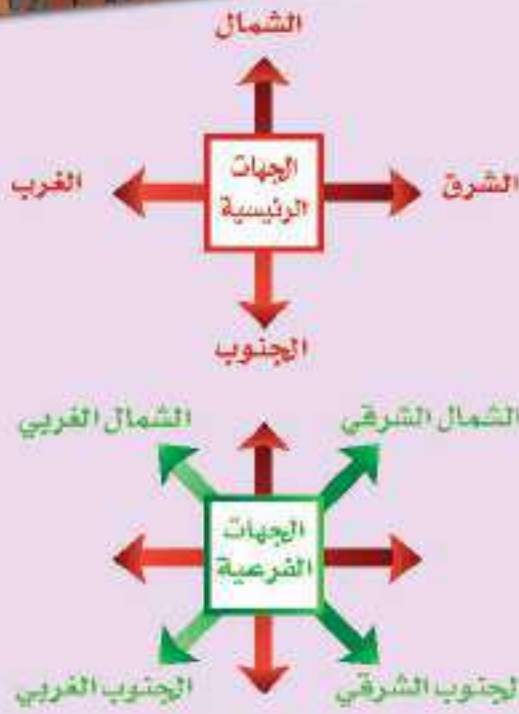 الشمال
الشرق
الجهات
الرئيسية
الغرب
الجنوب
الشمال الشرقي
الشمال الغربي
الجهات
الفرعية
الجنوب الشرقي
الجنوب الغربي